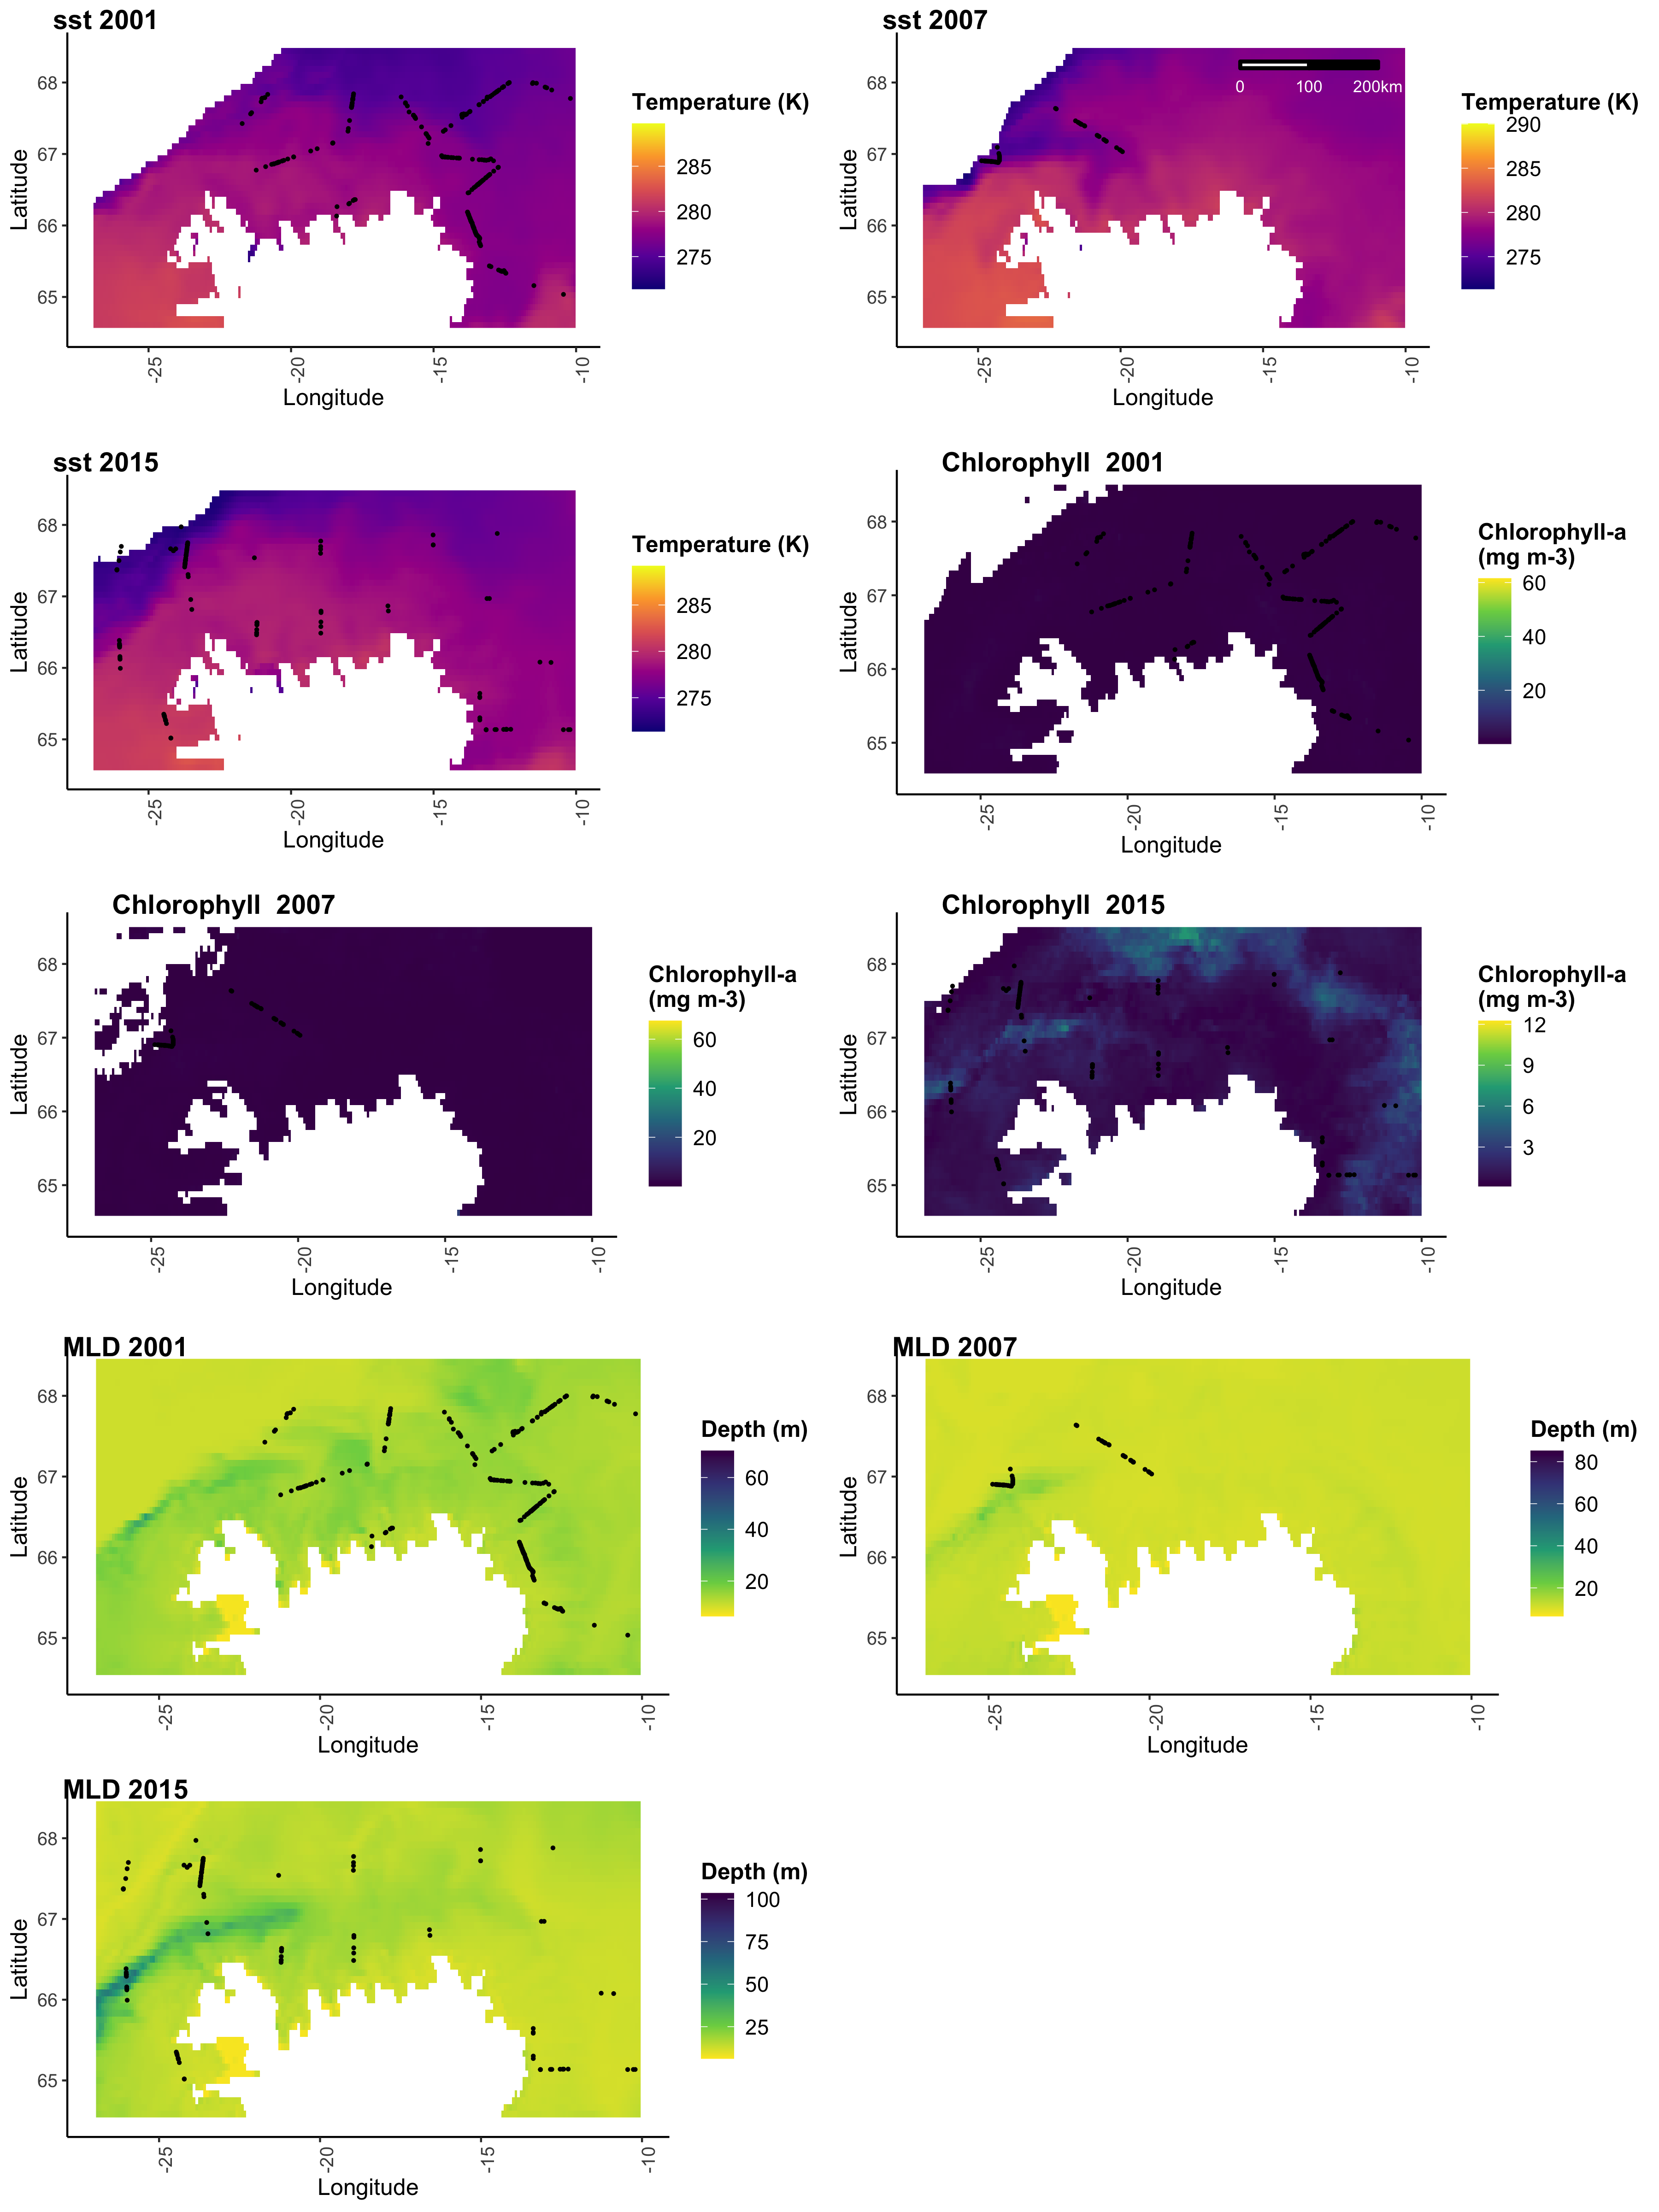 sst 2001
68
67
66
65
Latitude
-25
-20
-15
-10
Longitude
Temperature (K)
285
280
275
sst 2007
68
67
66
65
Latitude
0
100
200km
-25
-20
-15
-10
Longitude
Temperature (K)
290
285
280
275
sst 2015
68
67
66
65
Latitude
-25
-20
-15
-10
Longitude
Temperature (K)
285
280
275
Chlorophyll  2001
68
67
66
65
Latitude
-25
-20
-15
-10
Longitude
Chlorophyll-a
(mg m-3)
60
40
20
Chlorophyll  2007
68
67
66
65
Latitude
-25
-20
-15
-10
Longitude
Chlorophyll-a
(mg m-3)
60
40
20
Chlorophyll  2015
68
67
66
65
Latitude
-25
-20
-15
-10
Longitude
Chlorophyll-a
(mg m-3)
12
9
6
3
MLD 2001
68
67
66
65
Latitude
-25
-20
-15
-10
Longitude
Depth (m)
60
40
20
MLD 2007
68
67
66
65
Latitude
-25
-20
-15
-10
Longitude
Depth (m)
80
60
40
20
MLD 2015
68
67
66
65
Latitude
-25
-20
-15
-10
Longitude
Depth (m)
100
75
50
25